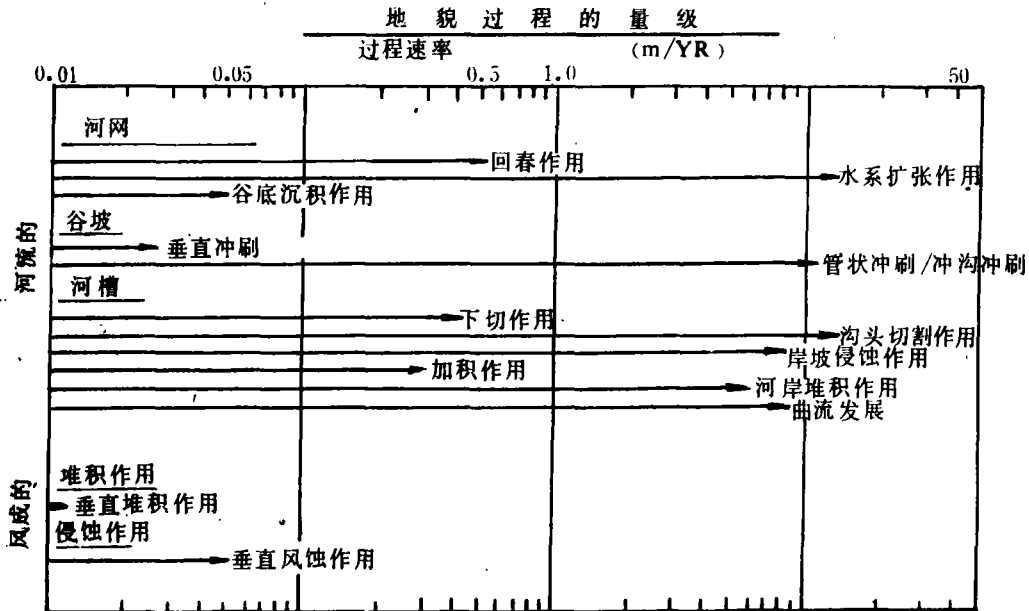 地貌过程的量级
过程速率 (m/YR)
0.01 0.05 0.5 1.0 50
河流的
河网
回春作用
水系扩张作用
谷底沉积作用
谷坡
垂直冲刷
管状冲刷/冲沟冲刷
河槽
下切作用
沟头切割作用
岸坡侵蚀作用
加积作用
河岸堆积作用
曲流发展
风成的
堆积作用
垂直堆积作用
侵蚀作用
垂直风蚀作用